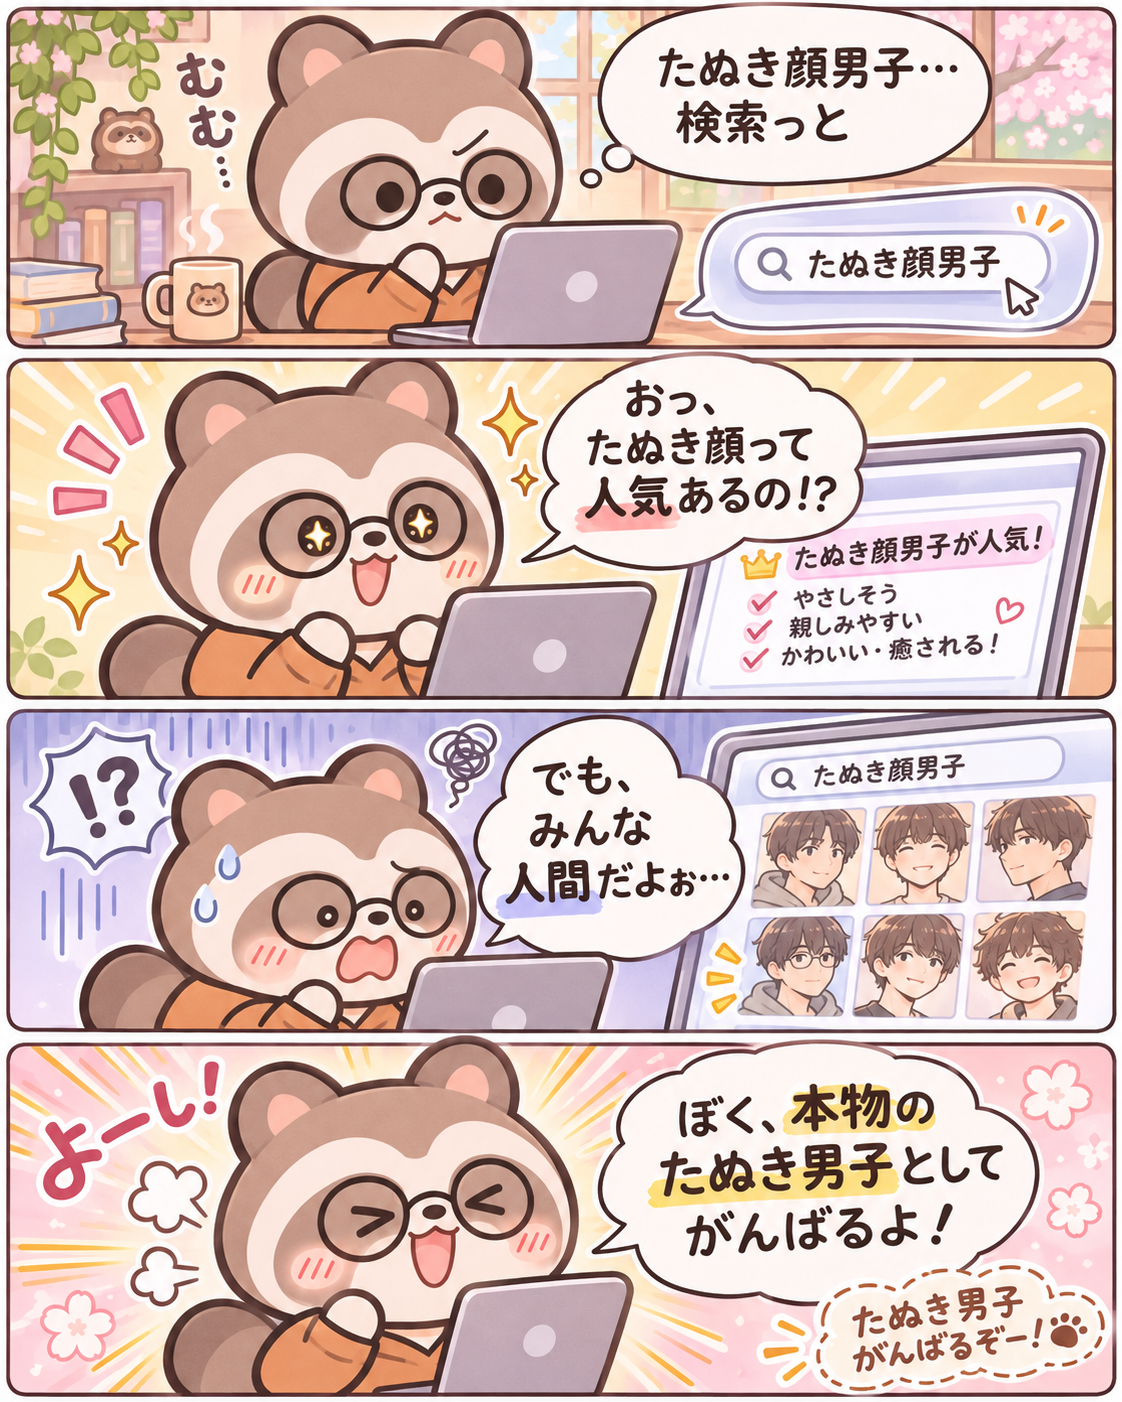 むむ…
たぬき顔男子…
検索っと
たぬき顔男子
おっ、
たぬき顔って
人気あるの!?
たぬき顔男子が人気!
やさしそう
親しみやすい
かわいい・癒される!
!?
でも、
みんな
人間だよぉ…
たぬき顔男子
よーし!
ぼく、本物の
たぬき男子として
がんばるよ!
たぬき男子
がんばるぞー!